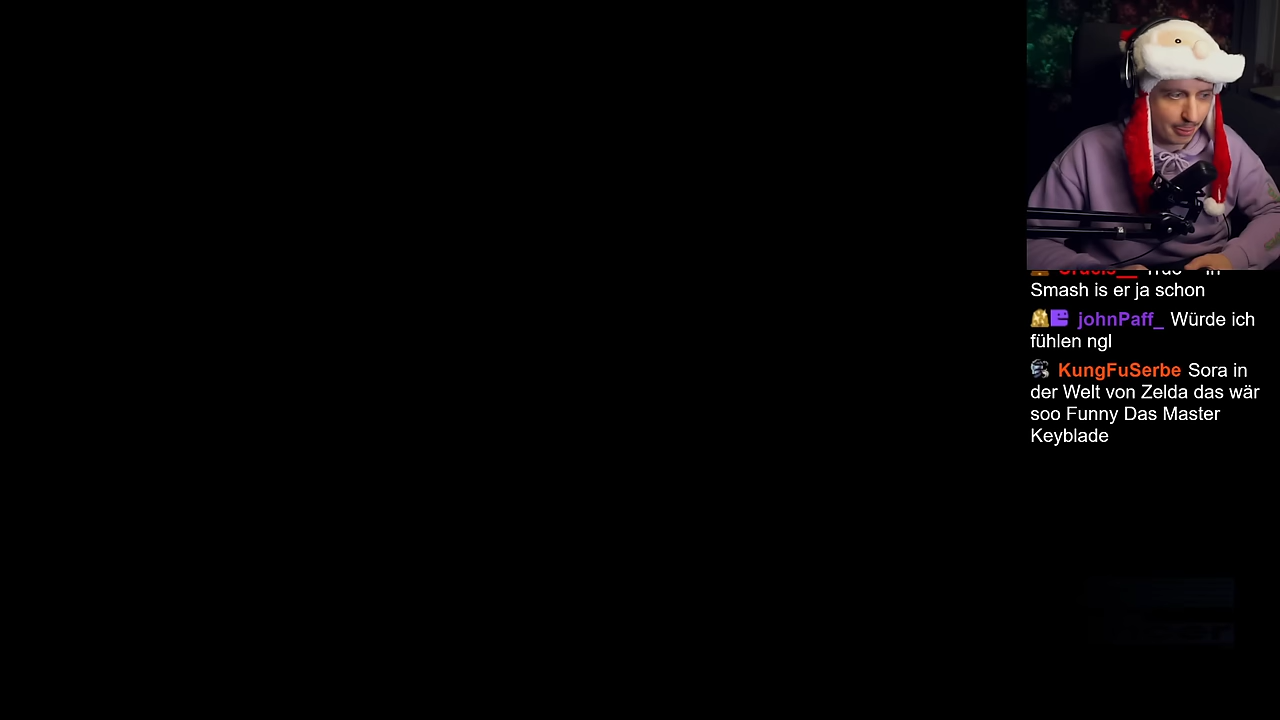 Smash is er ja schon
johnPaff_ Würde ich
fühlen ngl
KungFuSerbe Sora in
der Welt von Zelda das wär
soo Funny Das Master
Keyblade